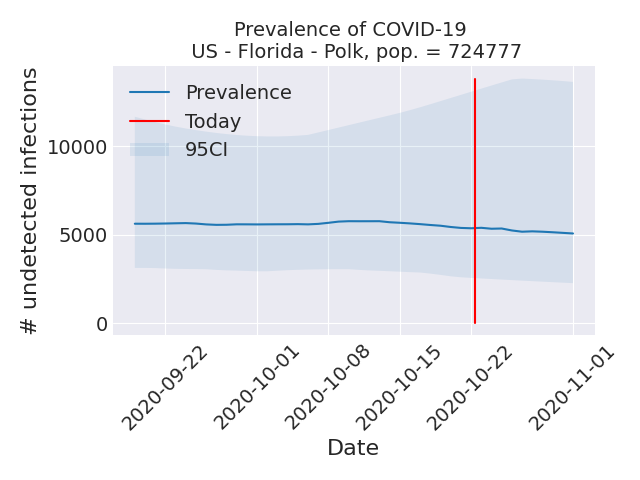 Prevalence of COVID-19
US - Florida - Polk, pop. = 724777
# undetected infections
10000
5000
0
Prevalence
Today
95CI
2020-09-22
2020-10-01
2020-10-08
2020-10-15
2020-10-22
2020-11-01
Date